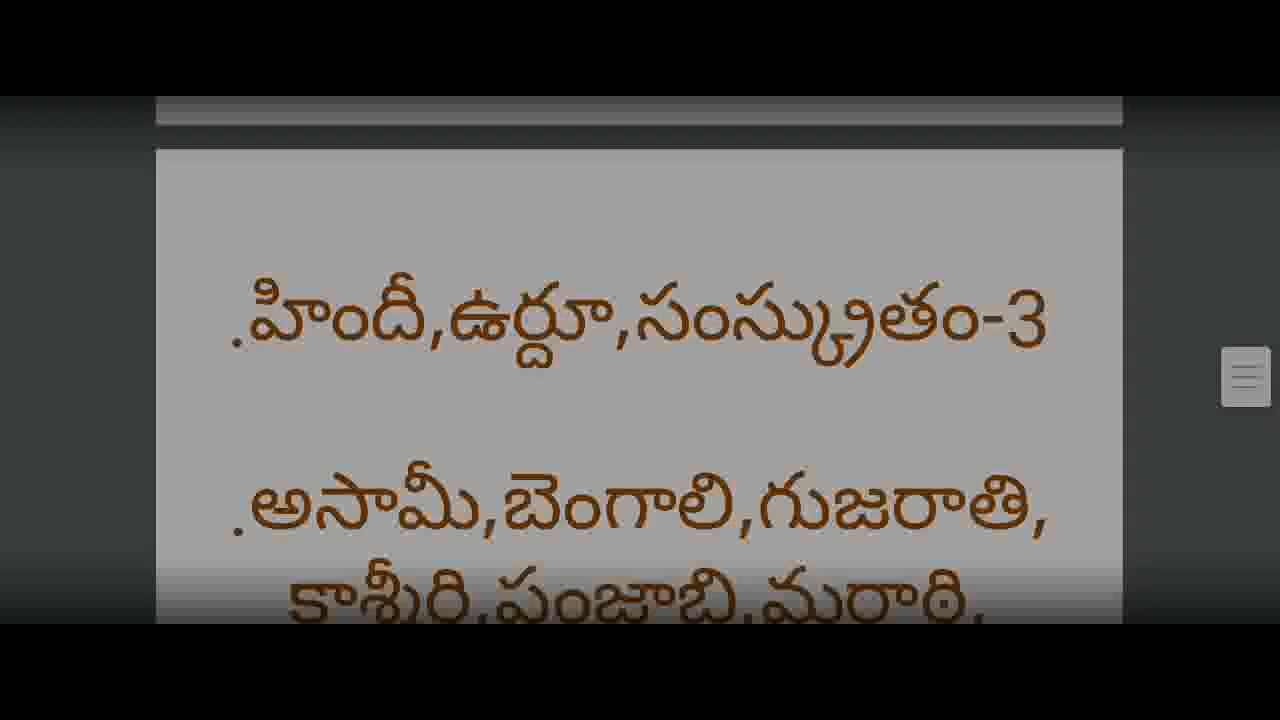 .హిందీ,ఉర్దూ,సంస్క్రుతం-3
.అసామీ,బెంగాలి,గుజరాతి,
కాశ్మీరి,పంజాబి,మరాఠి,